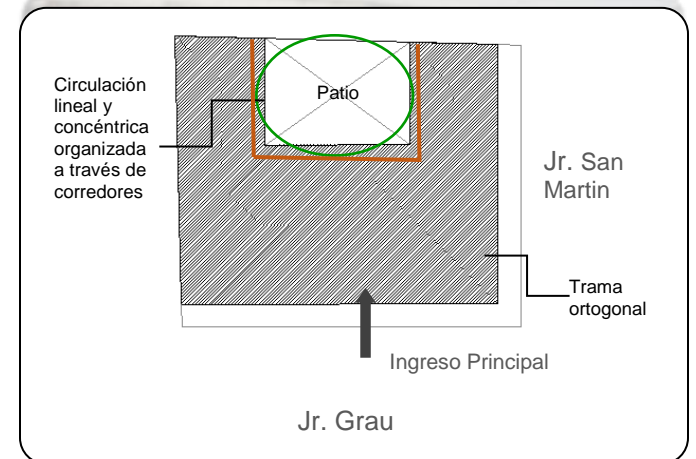 Circulación
lineal y
concéntrica
organizada
a través de
corredores
Patio
Jr. San
Martin
Trama
ortogonal
Ingreso Principal
Jr. Grau